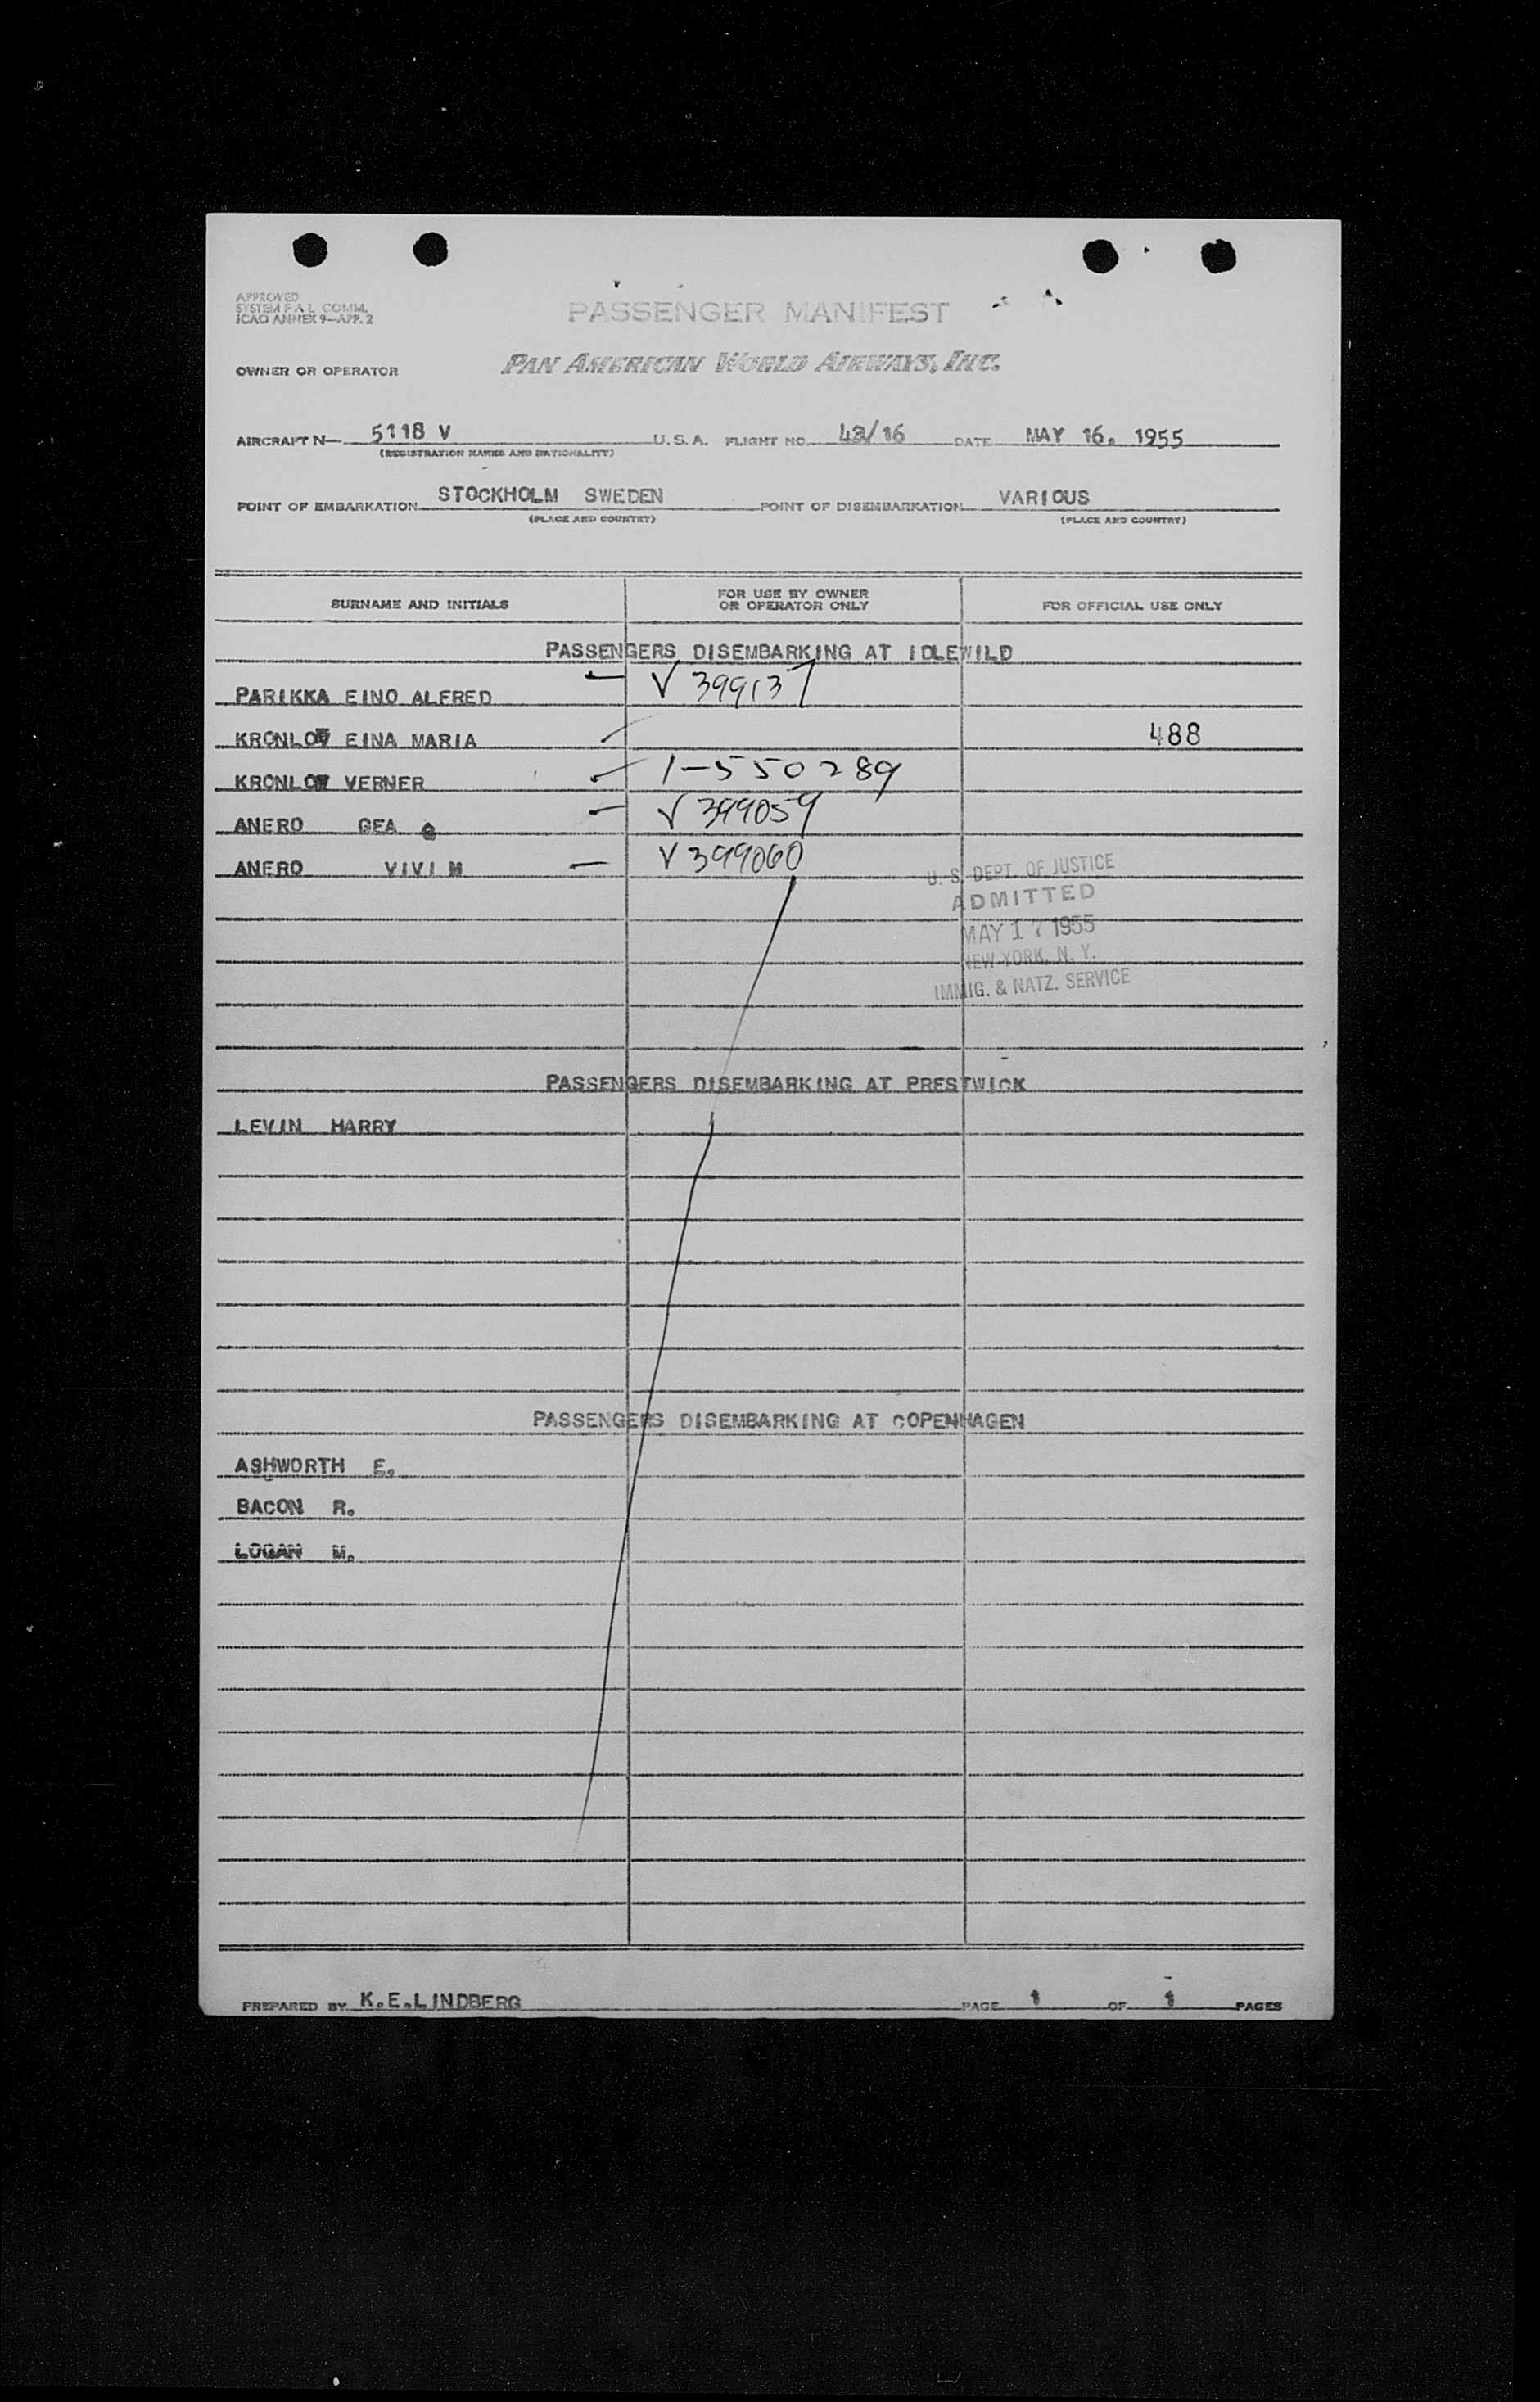 APPROVED
SYSTEM F A L COMM.
ICAO ANNEX 9—APP. 2
PASSENGER MANIFEST
OWNER OR OPERATOR PAN AMERICAN WORLD AIRWAYS, INC.
AIRCRAFT N— 5118 V U. S. A. FLIGHT NO. DATE MAY 16. 1955
(REGISTRATION MARKS AND NATIONALITY)
POINT OF EMBARKATION STOCKHOLM SWEDEN POINT OF DISEMBARKATION VARIOUS
(PLACE AND COUNTRY) (PLACE AND COUNTRY)
SURNAME AND INITIALS FOR USE BY OWNER OR OPERATOR ONLY FOR OFFICIAL USE ONLY
PASSENGERS DISEMBARKING AT IDLEWILD
PARIKKA EINO ALFRED V 399137
EINA MARIA 488
VERNER 1-550289
ANERO GEA V 399059
ANERO VIVI M V 399060
U. S. DEPT. OF JUSTICE
ADMITTED
MAY 17 1955
NEW YORK, N. Y.
IMMIG. & NATZ. SERVICE
PASSENGERS DISEMBARKING AT PRESTWICK
LEVIN HARRY
PASSENGERS DISEMBARKING AT COPENHAGEN
ASHWORTH E.
BACON R.
LOGAN M.
PREPARED BY K.E.LINDBERG PAGE 1 OF 1 PAGES